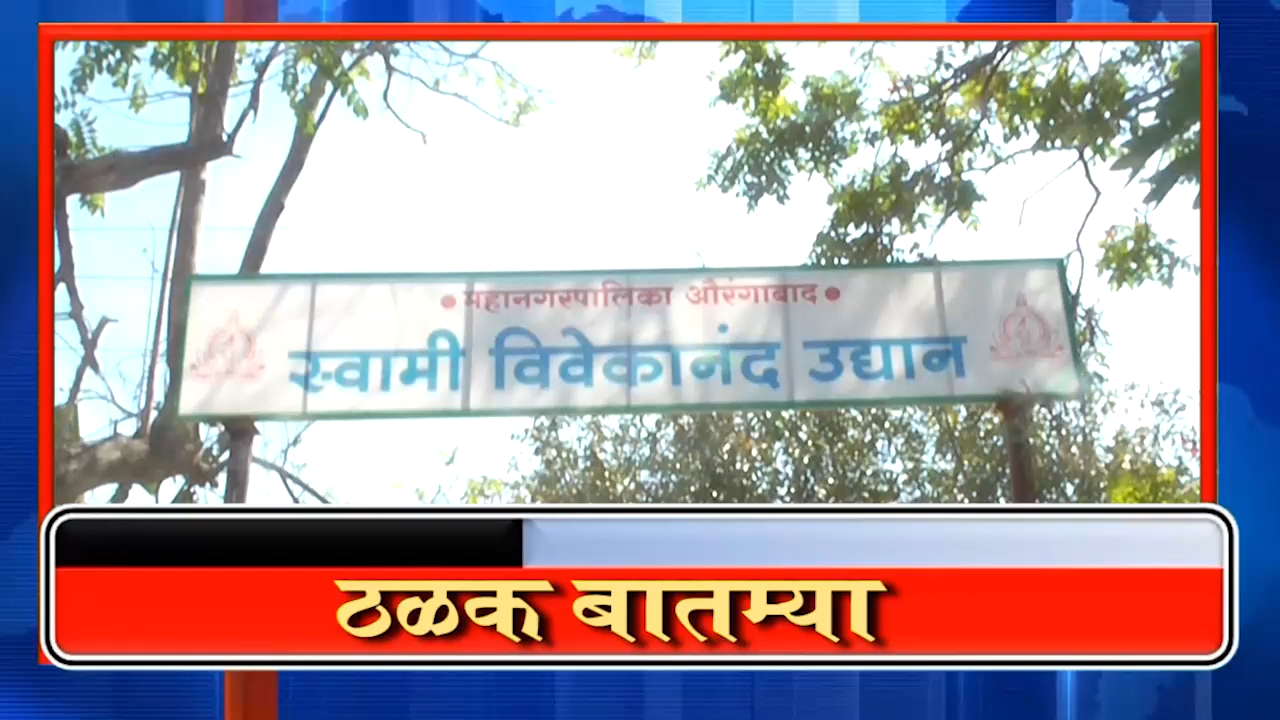 ●महानगरपालिका औरंगाबाद●
स्वामी विवेकानंद उद्यान
ठळक बातम्या